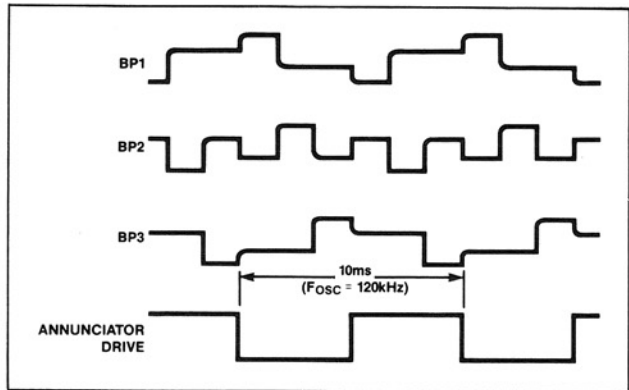 BP1
BP2
BP3
10ms
(FOSC = 120kHz)
ANNUNCIATOR
DRIVE